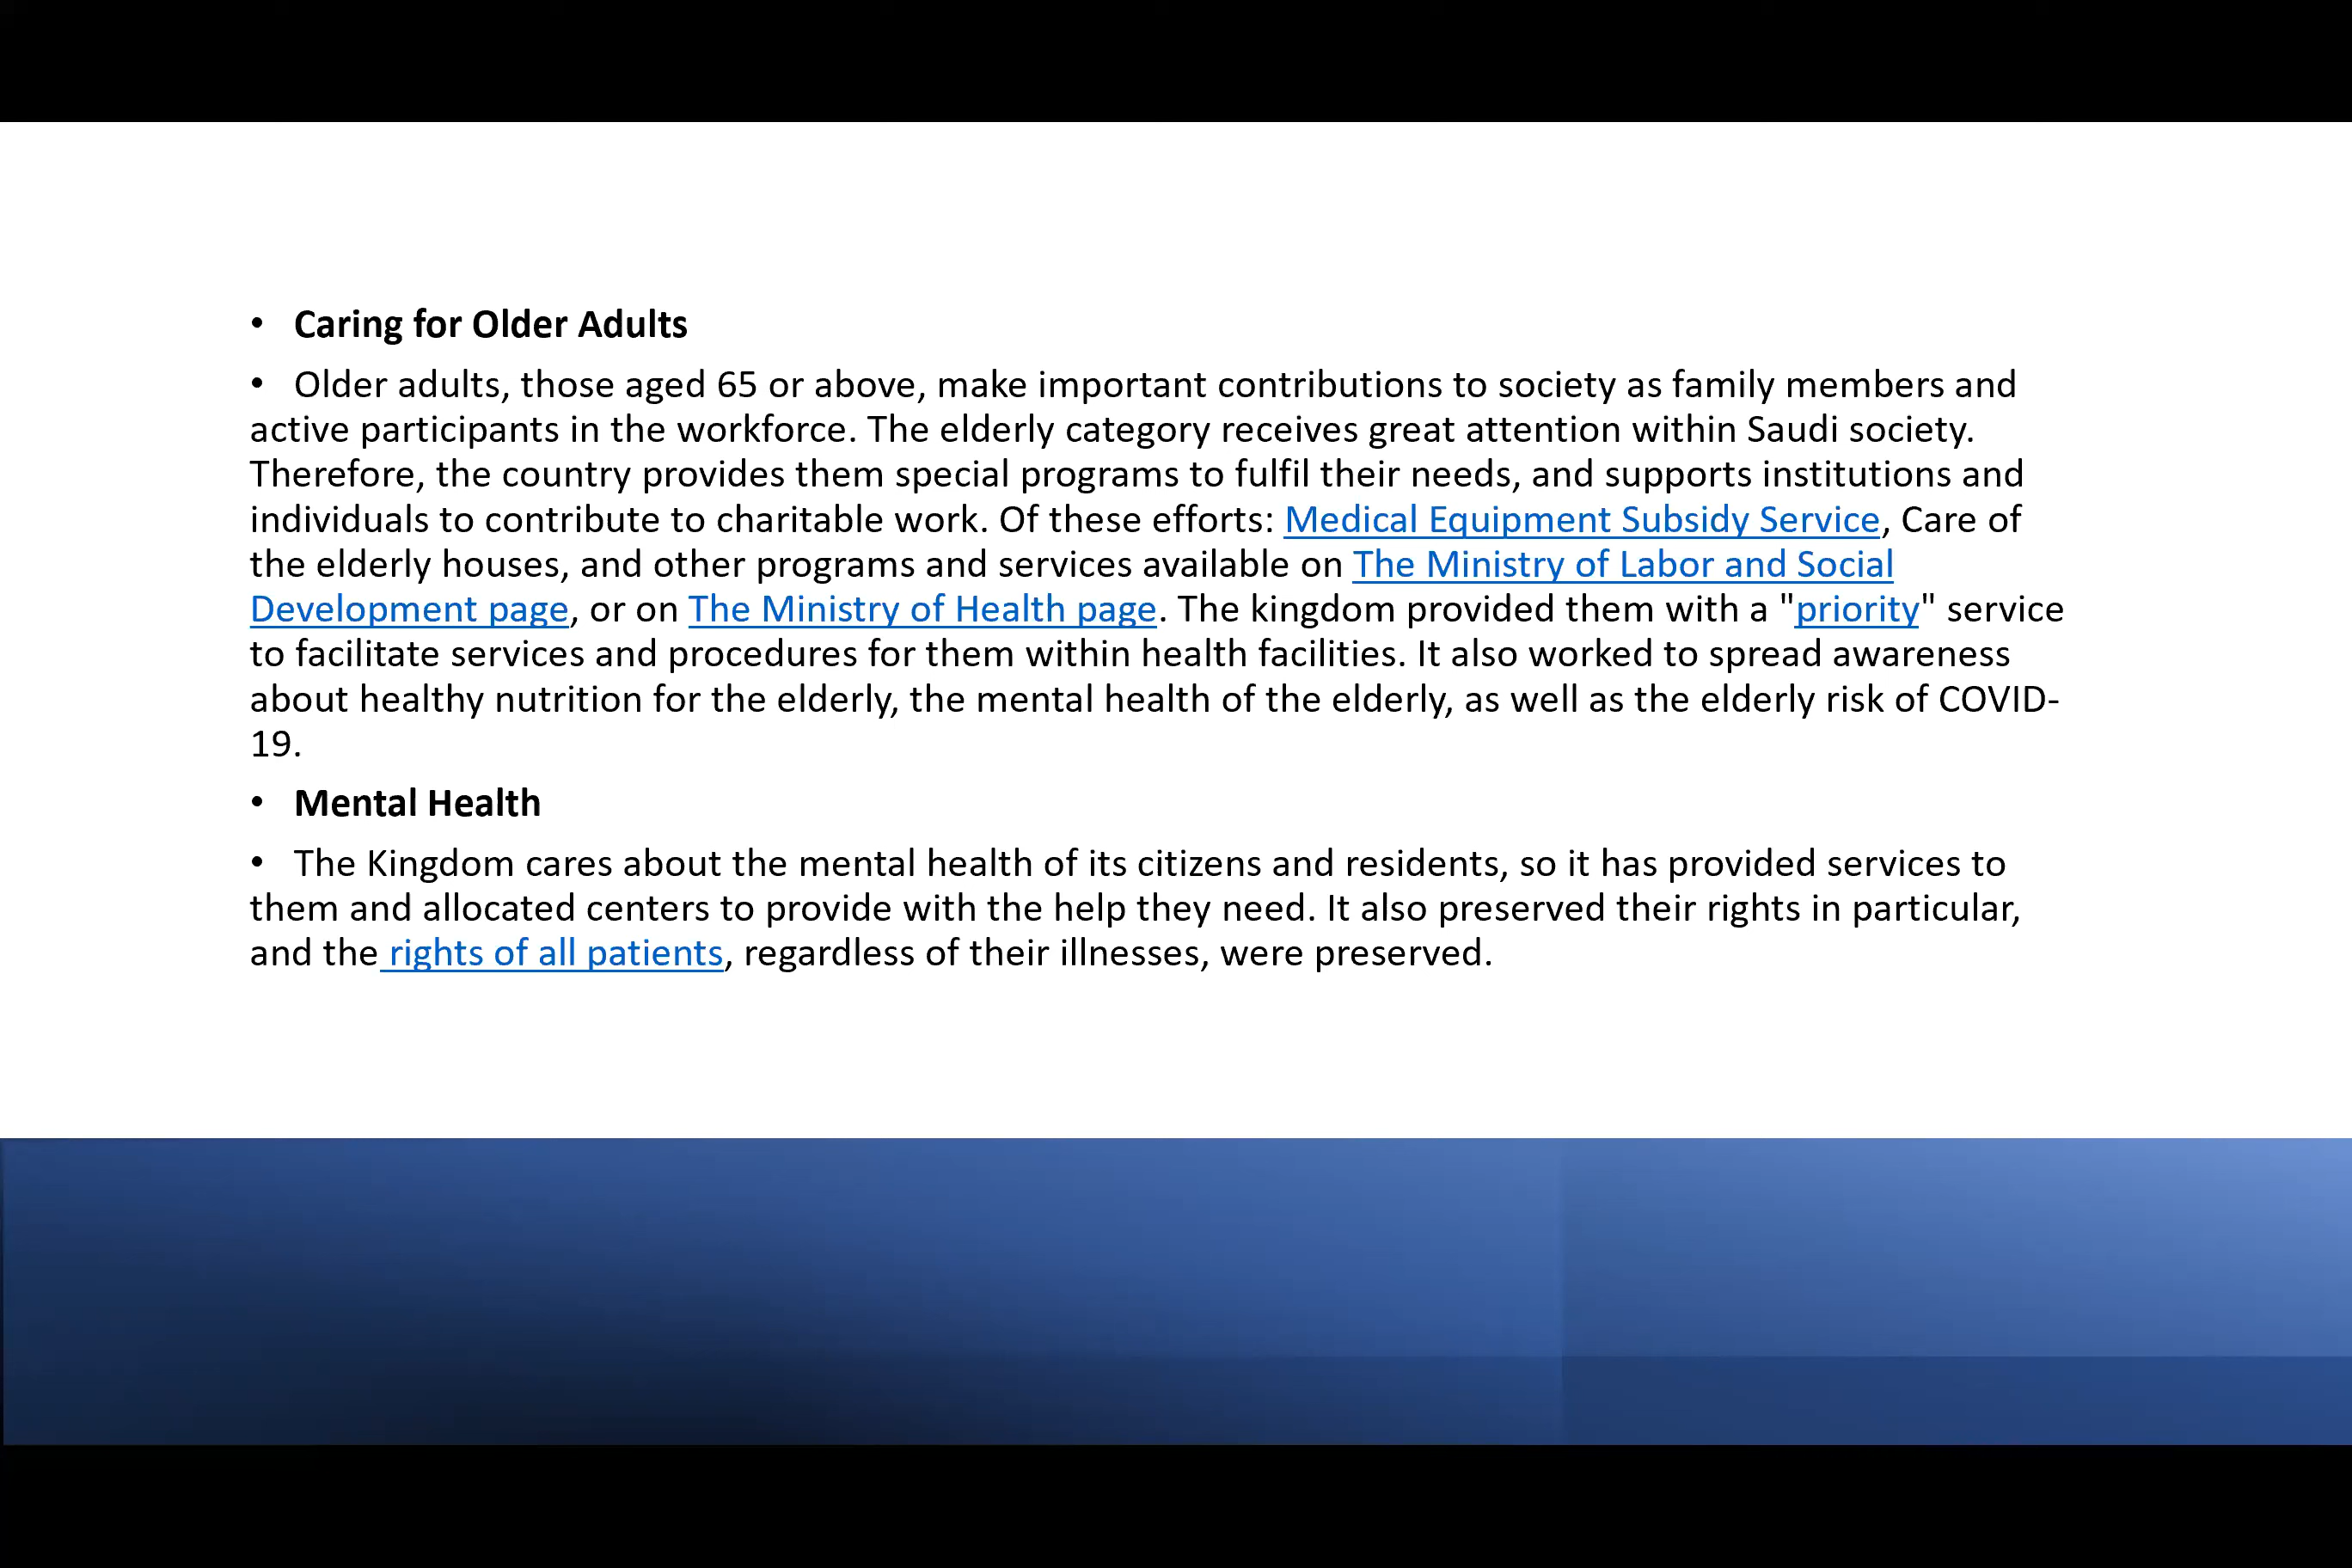 • Caring for Older Adults
• Older adults, those aged 65 or above, make important contributions to society as family members and
active participants in the workforce. The elderly category receives great attention within Saudi society.
Therefore, the country provides them special programs to fulfil their needs, and supports institutions and
individuals to contribute to charitable work. Of these efforts: Medical Equipment Subsidy Service, Care of
the elderly houses, and other programs and services available on The Ministry of Labor and Social
Development page, or on The Ministry of Health page. The kingdom provided them with a "priority" service
to facilitate services and procedures for them within health facilities. It also worked to spread awareness
about healthy nutrition for the elderly, the mental health of the elderly, as well as the elderly risk of COVID-
19.
• Mental Health
• The Kingdom cares about the mental health of its citizens and residents, so it has provided services to
them and allocated centers to provide with the help they need. It also preserved their rights in particular,
and the rights of all patients, regardless of their illnesses, were preserved.